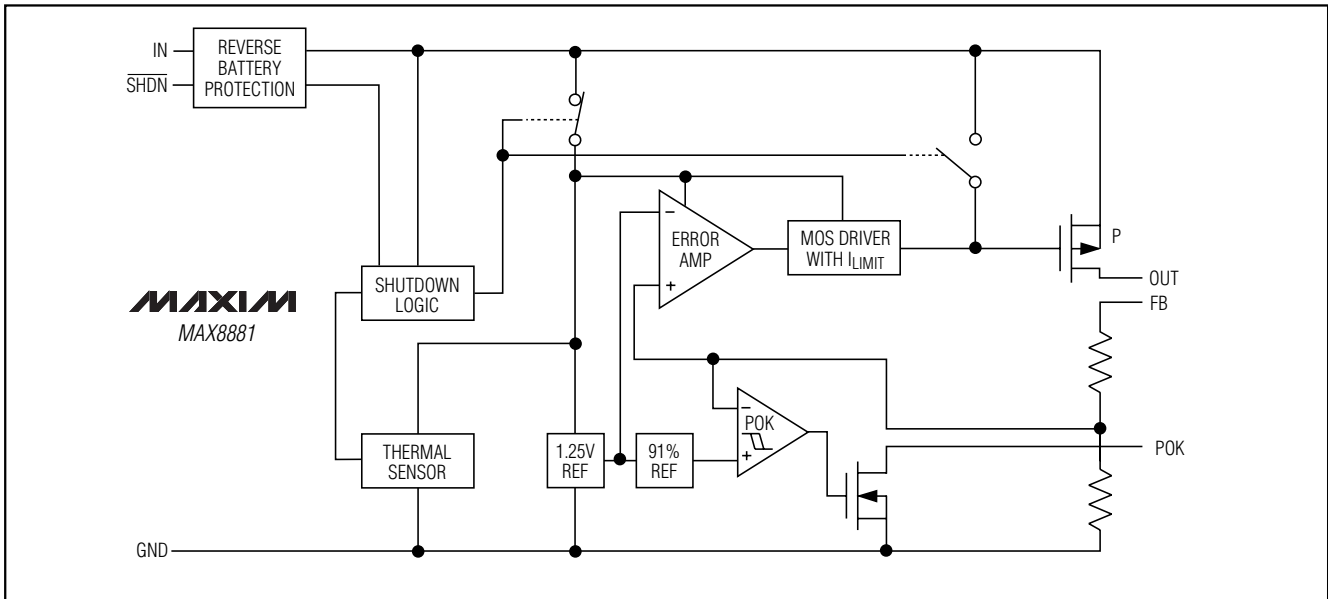 IN
SHDN
REVERSE
BATTERY
PROTECTION
ERROR
AMP
−
+
MOS DRIVER
WITH ILIMIT
P
OUT
FB
SHUTDOWN
LOGIC
MAXIM
MAX8881
THERMAL
SENSOR
1.25V
REF
91%
REF
−
POK
+
POK
GND